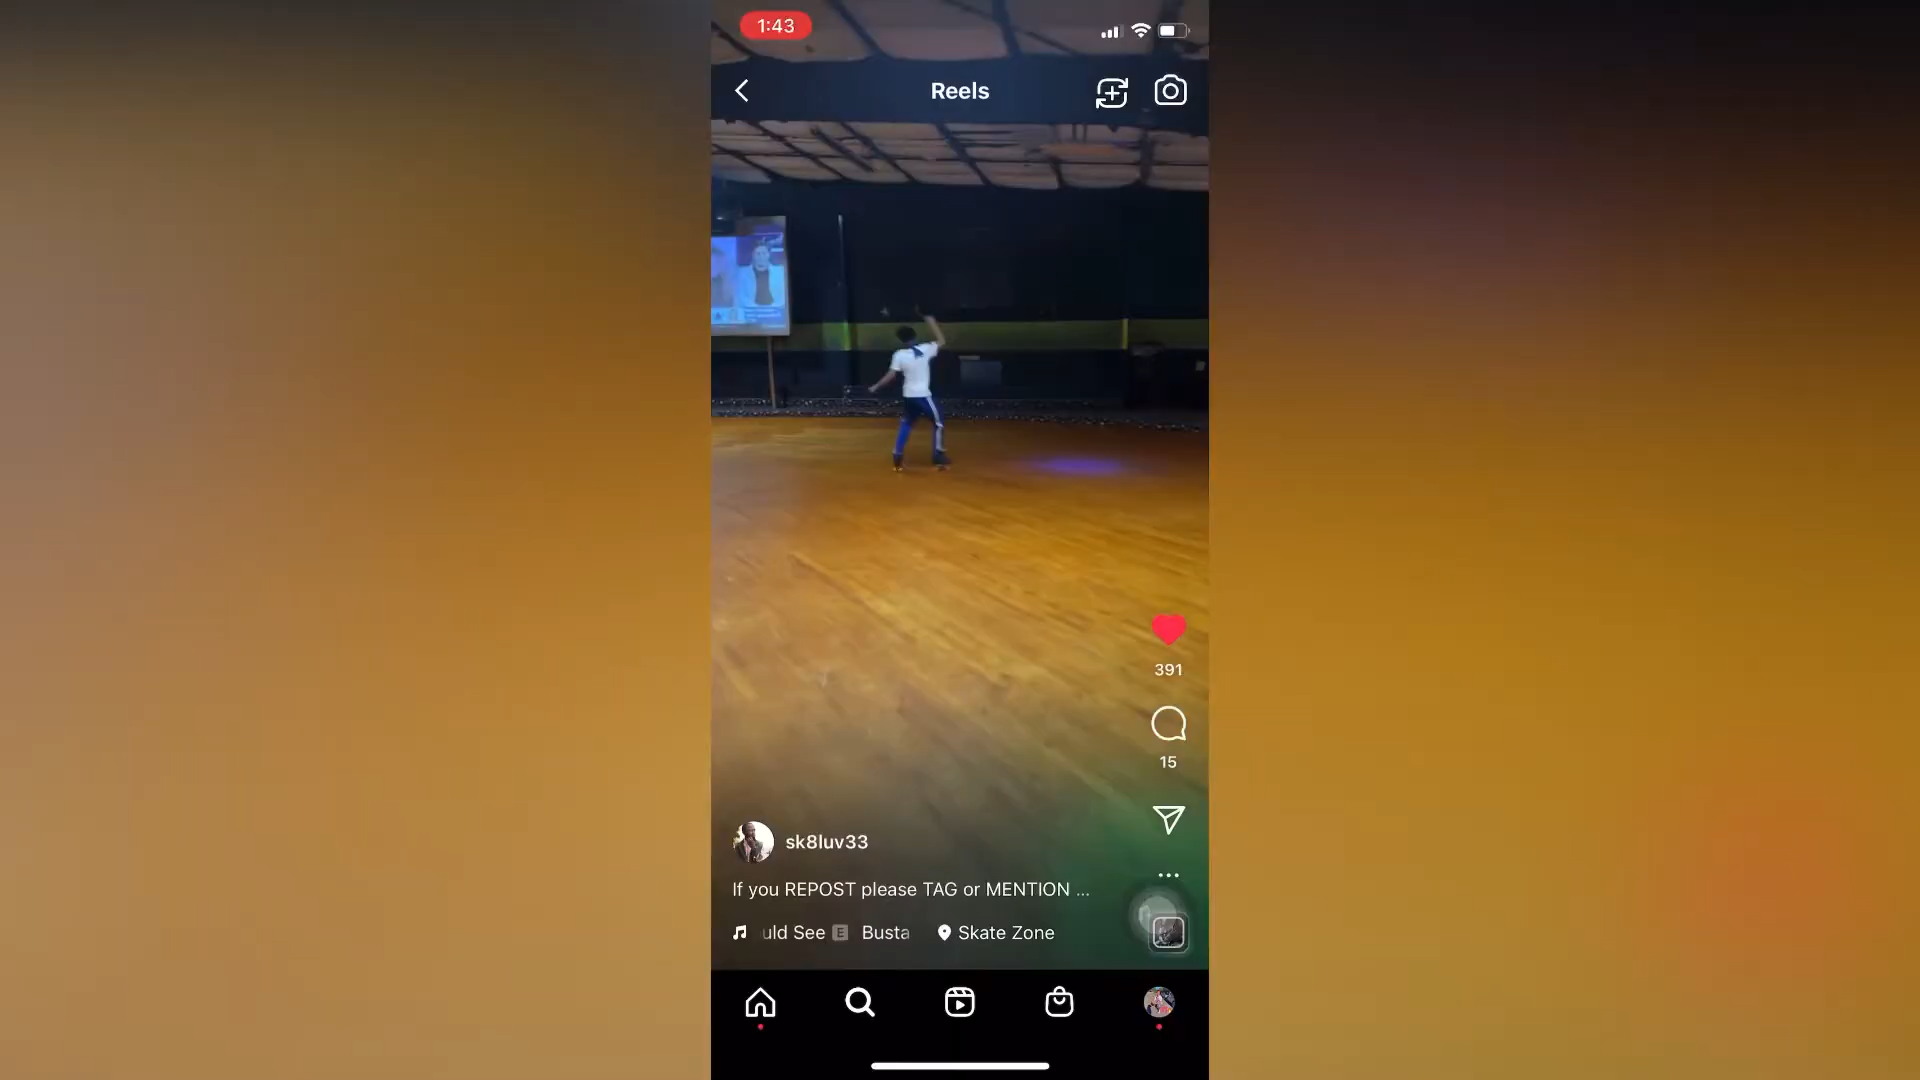 1:43
Reels
391
15
sk8luv33
If you REPOST please TAG or MENTION ...
uld See E Busta
Skate Zone